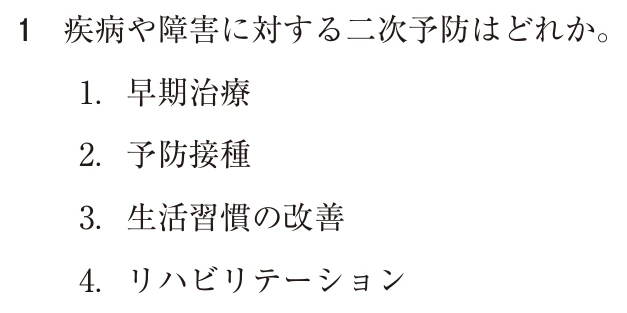 1 疾病や障害に対する二次予防はどれか。
1. 早期治療
2. 予防接種
3. 生活習慣の改善
4. リハビリテーション